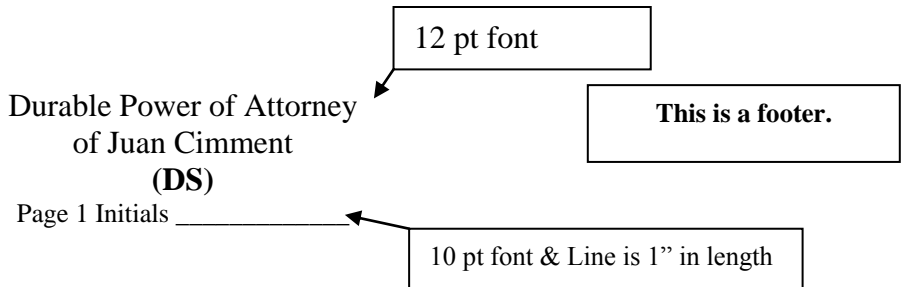 12 pt font
Durable Power of Attorney
of Juan Cimment
(DS)
This is a footer.
Page 1 Initials _____________
10 pt font & Line is 1” in length